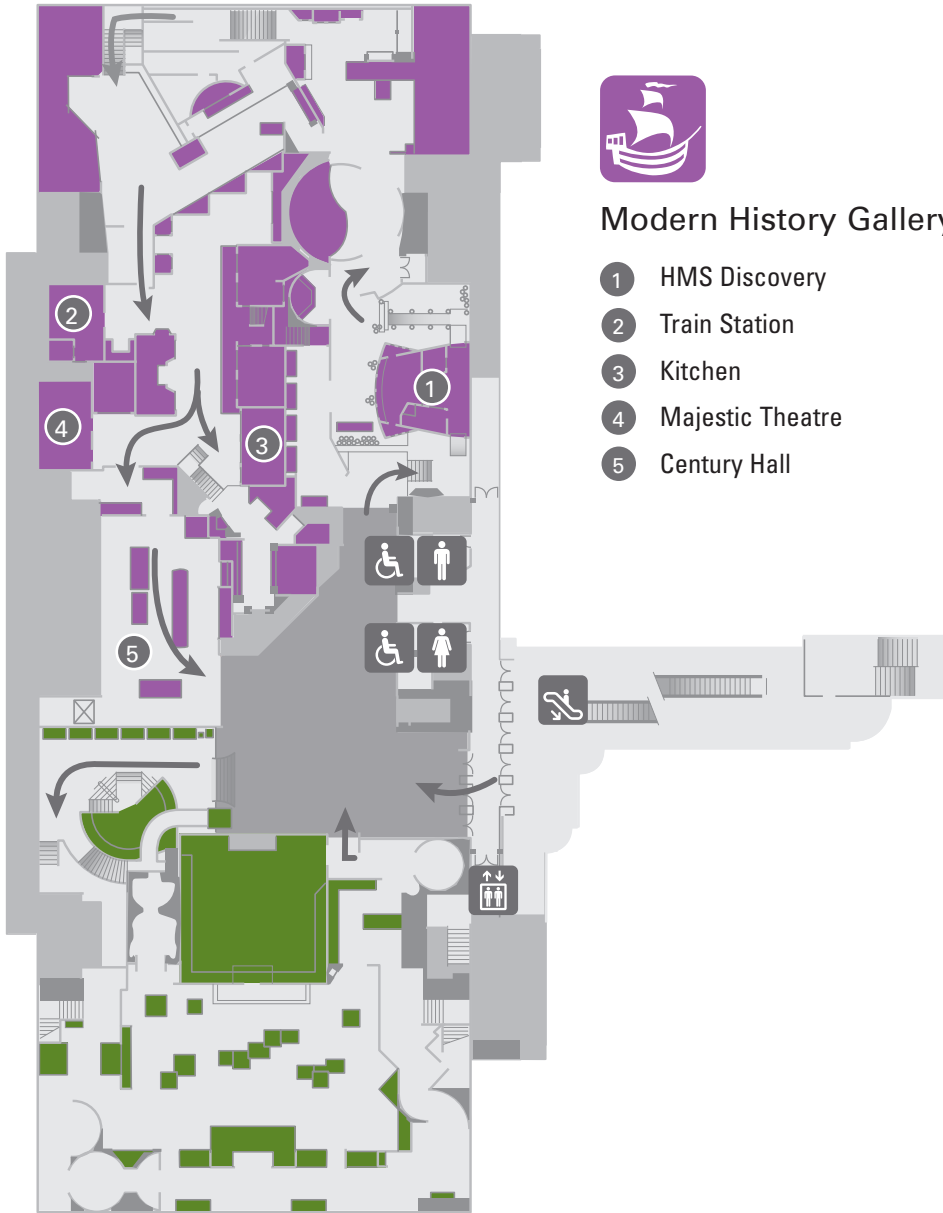 Modern History Gallery
1 HMS Discovery
2 Train Station
3 Kitchen
4 Majestic Theatre
5 Century Hall
2
1
4
3
5